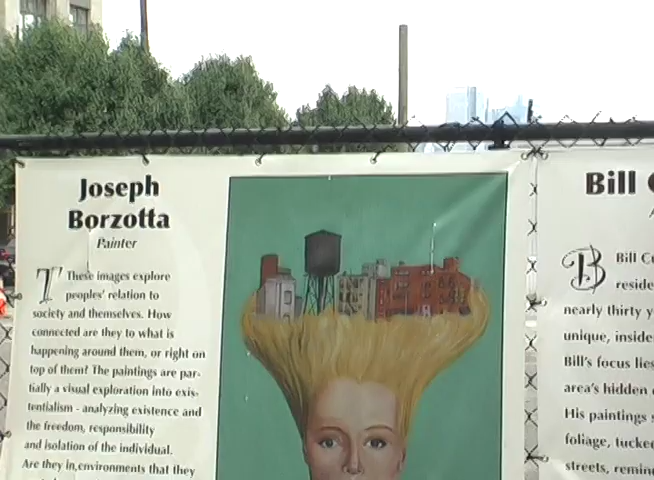 Joseph
Borzotta
Painter
T These images explore
peoples' relation to
society and themselves. How
connected are they to what is
happening around them, or right on
top of them? The paintings are par-
tially a visual exploration into exis-
tentialism - analyzing existence and
the freedom, responsibility
and isolation of the individual.
Are they in environments that they
Bill
B Bill
reside
nearly thirty y
unique, inside
Bill's focus lies
area's hidden
His paintings
foliage, tucke
streets, remin